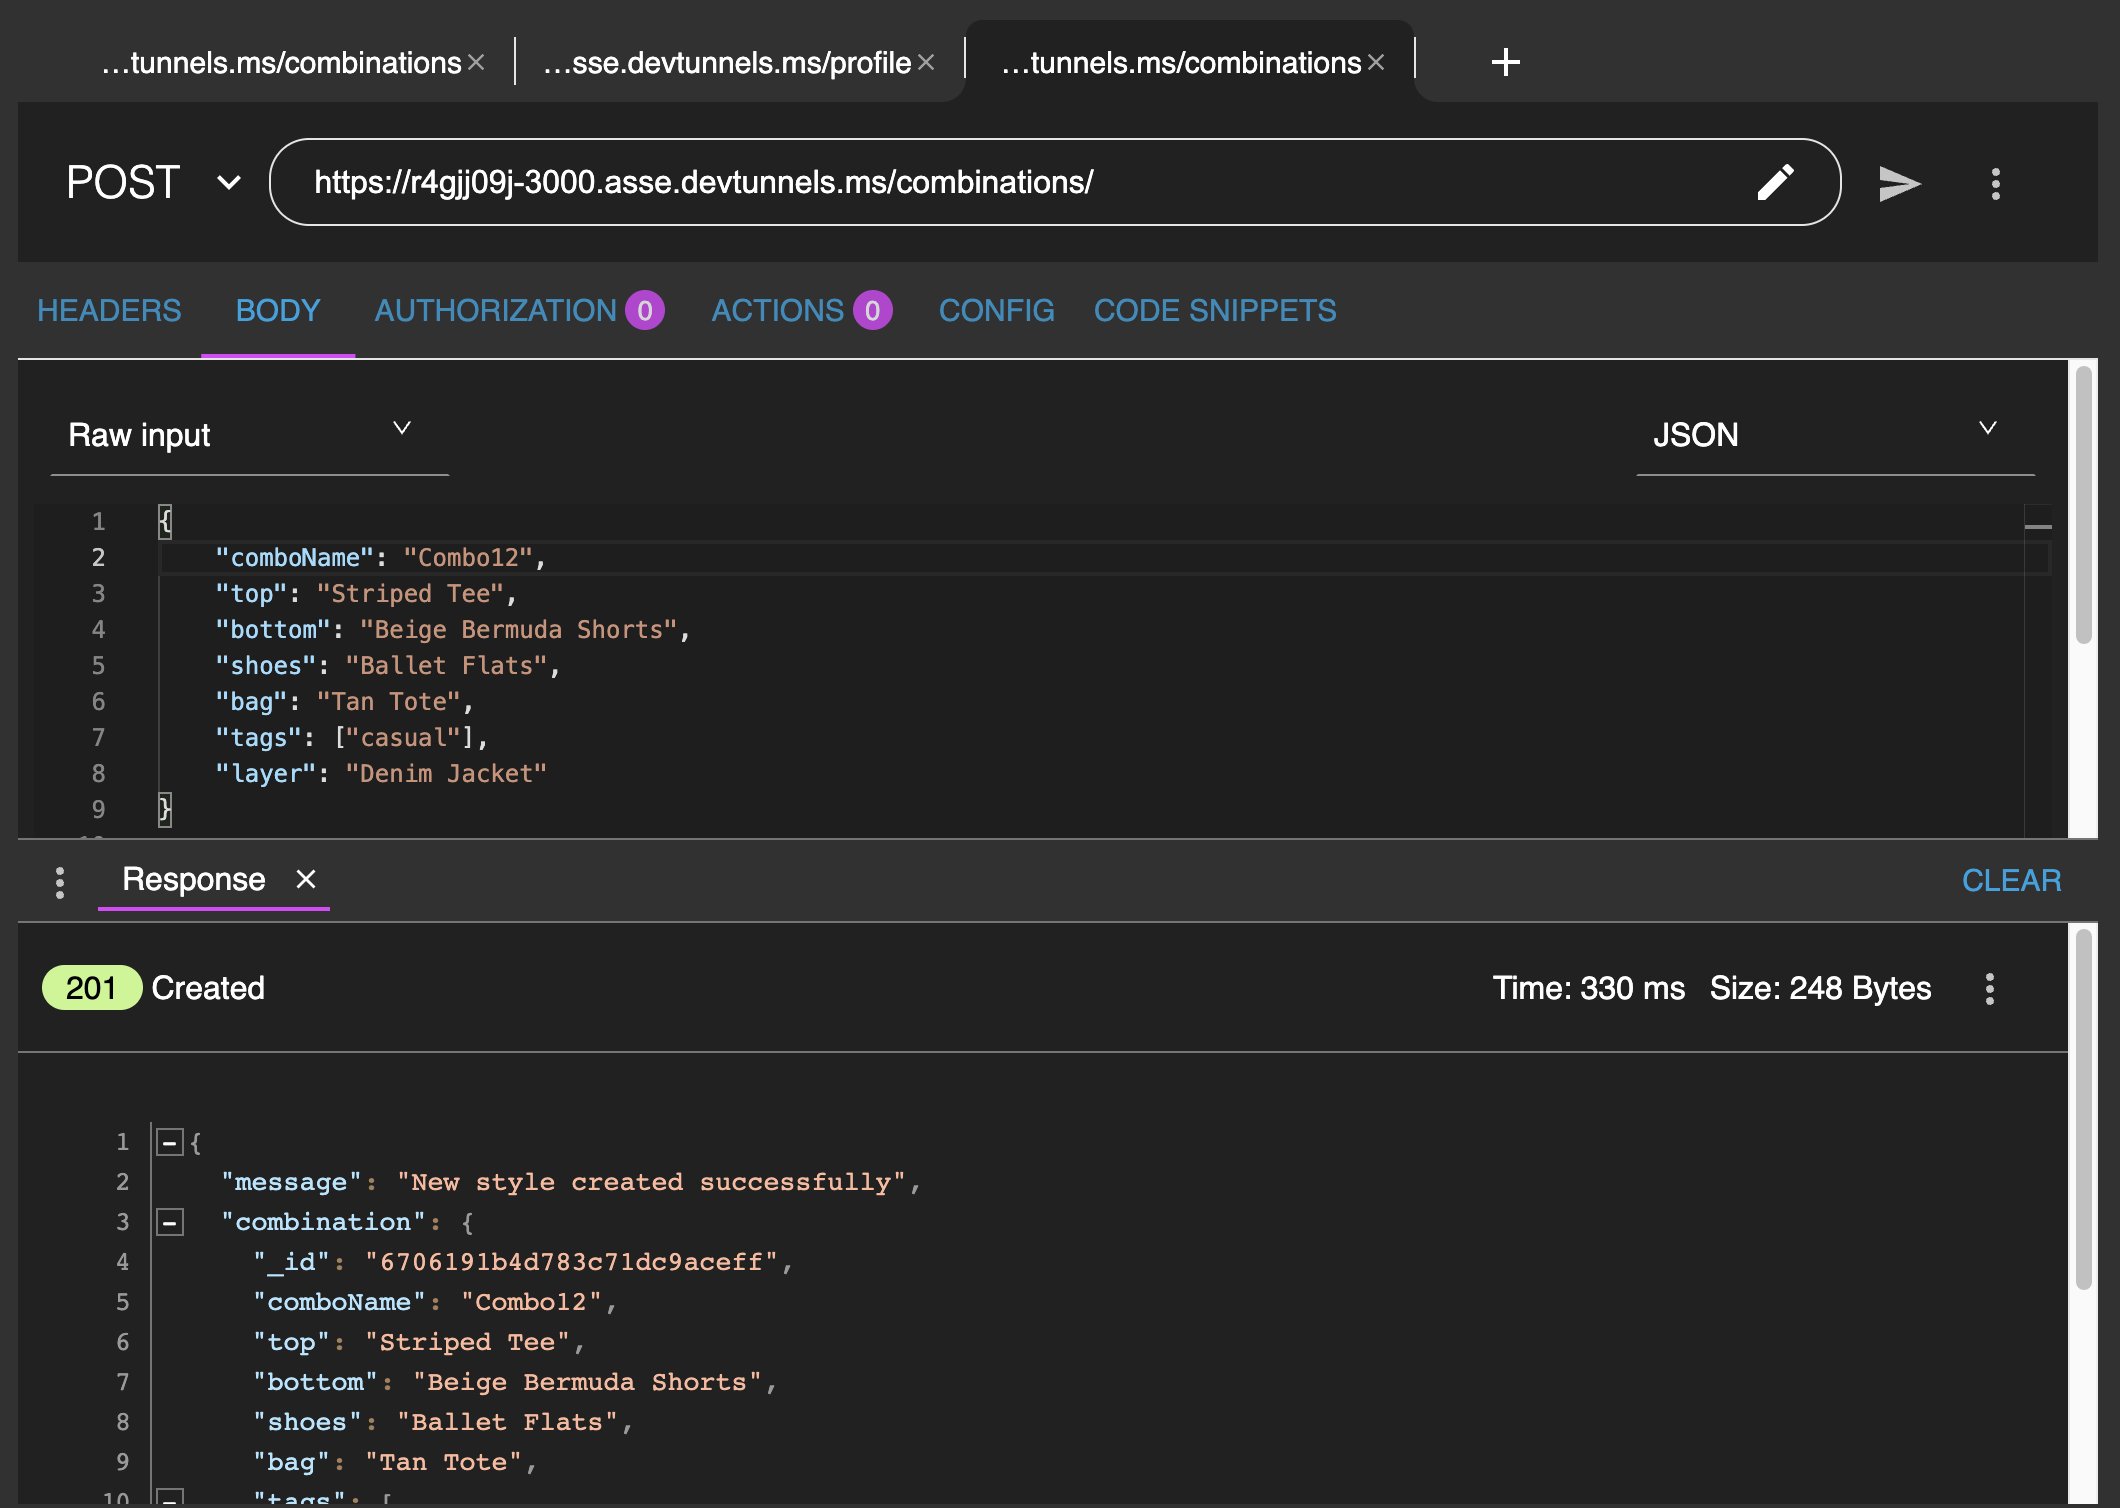 ...tunnels.ms/combinations × ...sse.devtunnels.ms/profile × ...tunnels.ms/combinations × +
POST https://r4gjj09j-3000.asse.devtunnels.ms/combinations/
HEADERS BODY AUTHORIZATION 0 ACTIONS 0 CONFIG CODE SNIPPETS
Raw input JSON
1 {
2 "comboName": "Combo12",
3 "top": "Striped Tee",
4 "bottom": "Beige Bermuda Shorts",
5 "shoes": "Ballet Flats",
6 "bag": "Tan Tote",
7 "tags": ["casual"],
8 "layer": "Denim Jacket"
9 }
Response × CLEAR
201 Created Time: 330 ms Size: 248 Bytes
1 {
2 "message": "New style created successfully",
3 "combination": {
4 "_id": "6706191b4d783c71dc9aceff",
5 "comboName": "Combo12",
6 "top": "Striped Tee",
7 "bottom": "Beige Bermuda Shorts",
8 "shoes": "Ballet Flats",
9 "bag": "Tan Tote",
10 "tags": [